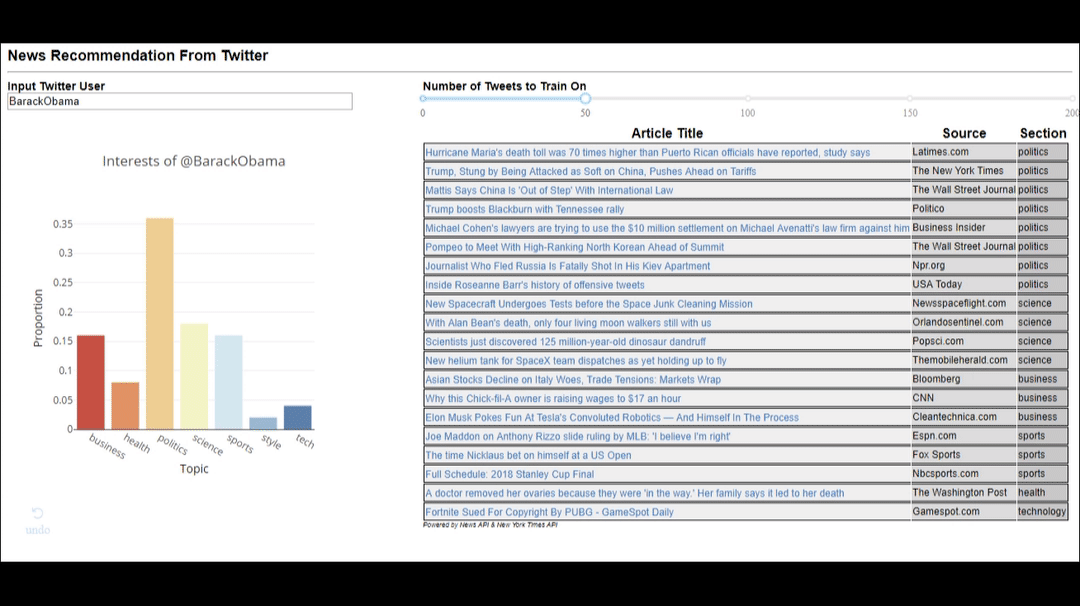 News Recommendation From Twitter
Input Twitter User
BarackObama
Number of Tweets to Train On
0 50 100 150 200
Interests of @BarackObama
0.35
0.3
0.25
0.2
0.15
0.1
0.05
0
Proportion
business health politics science sports style tech
Topic
undo
Article Title Source Section
Hurricane Maria's death toll was 70 times higher than Puerto Rican officials have reported, study says Latimes.com politics
Trump, Stung by Being Attacked as Soft on China, Pushes Ahead on Tariffs The New York Times politics
Mattis Says China Is 'Out of Step' With International Law The Wall Street Journal politics
Trump boosts Blackburn with Tennessee rally Politico politics
Michael Cohen's lawyers are trying to use the $10 million settlement on Michael Avenatti's law firm against him Business Insider politics
Pompeo to Meet With High-Ranking North Korean Ahead of Summit The Wall Street Journal politics
Journalist Who Fled Russia Is Fatally Shot In His Kiev Apartment Npr.org politics
Inside Roseanne Barr's history of offensive tweets USA Today politics
New Spacecraft Undergoes Tests before the Space Junk Cleaning Mission Newsspaceflight.com science
With Alan Bean's death, only four living moon walkers still with us Orlandosentinel.com science
Scientists just discovered 125 million-year-old dinosaur dandruff Popsci.com science
New helium tank for SpaceX team dispatches as yet holding up to fly Themobileherald.com science
Asian Stocks Decline on Italy Woes, Trade Tensions: Markets Wrap Bloomberg business
Why this Chick-fil-A owner is raising wages to $17 an hour CNN business
Elon Musk Pokes Fun At Tesla's Convoluted Robotics — And Himself In The Process Cleantechnica.com business
Joe Maddon on Anthony Rizzo slide ruling by MLB: 'I believe I'm right' Espn.com sports
The time Nicklaus bet on himself at a US Open Fox Sports sports
Full Schedule: 2018 Stanley Cup Final Nbcsports.com sports
A doctor removed her ovaries because they were 'in the way.' Her family says it led to her death The Washington Post health
Fortnite Sued For Copyright By PUBG - GameSpot Daily Gamespot.com technology
Powered by News API & New York Times API